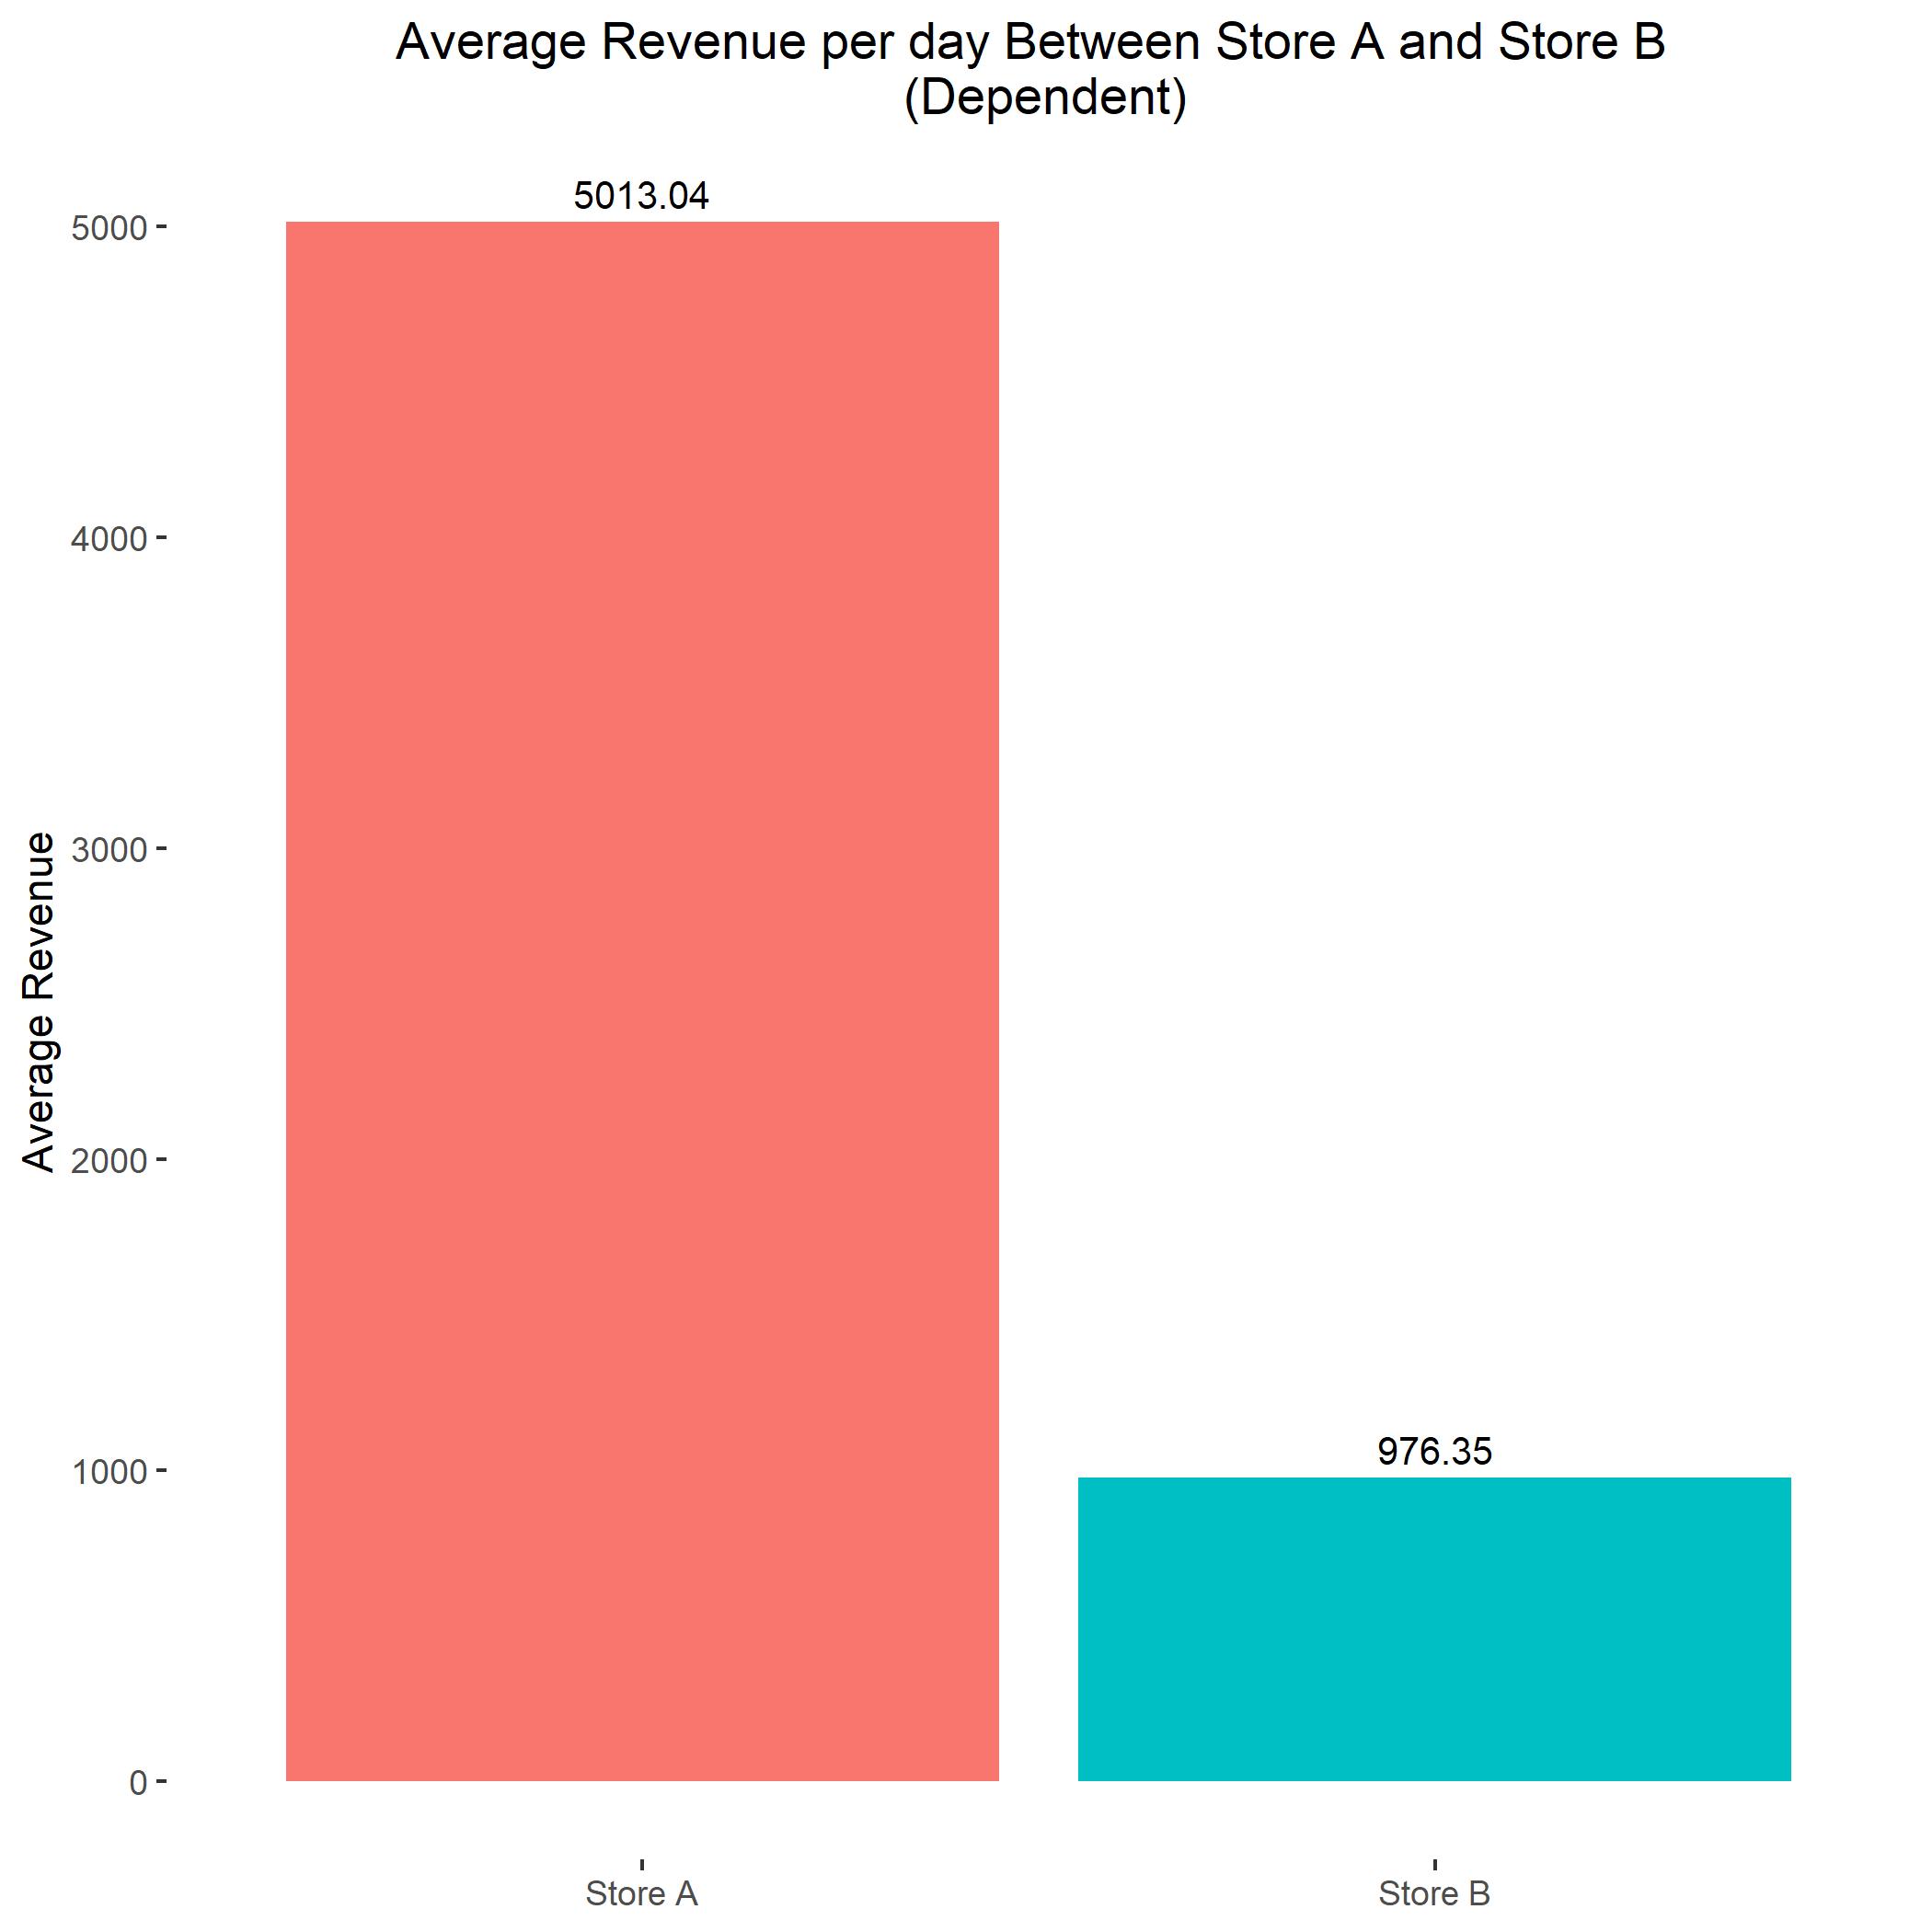 Average Revenue per day Between Store A and Store B
(Dependent)
5013.04
976.35
Average Revenue
5000
4000
3000
2000
1000
0
Store A
Store B